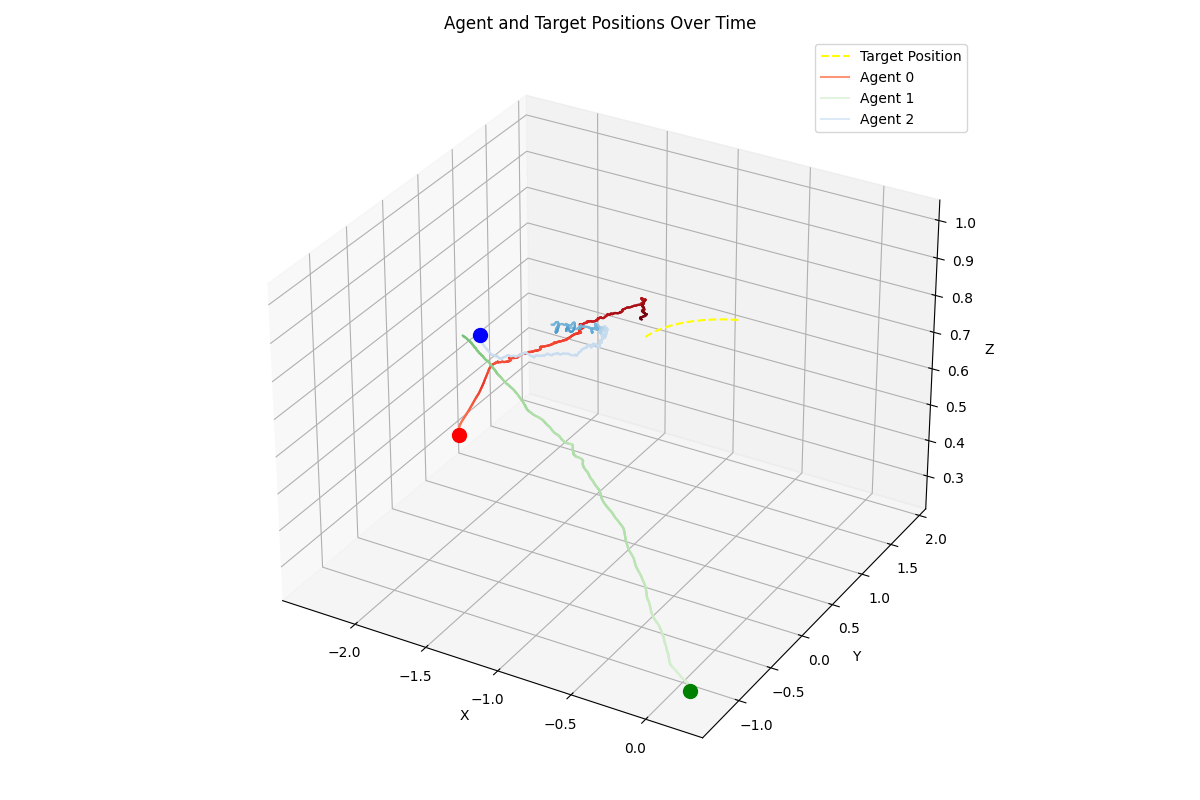 Agent and Target Positions Over Time
Target Position
Agent 0
Agent 1
Agent 2
1.0
0.9
0.8
0.7
Z
0.6
0.5
0.4
0.3
2.0
1.5
1.0
0.5
0.0
Y
−0.5
−1.0
−2.0
−1.5
−1.0
X
−0.5
0.0